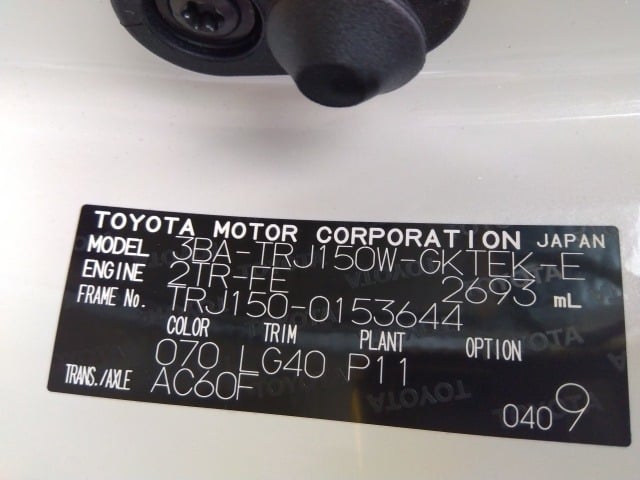 TOYOTA MOTOR CORPORATION JAPAN
MODEL 3BA-TRJ150W-GKTEK-E
ENGINE 2TR-FE 2693 mL
FRAME No. TRJ150-0153644
COLOR TRIM PLANT OPTION
070 LG40 P11
TRANS./AXLE AC60F
0409